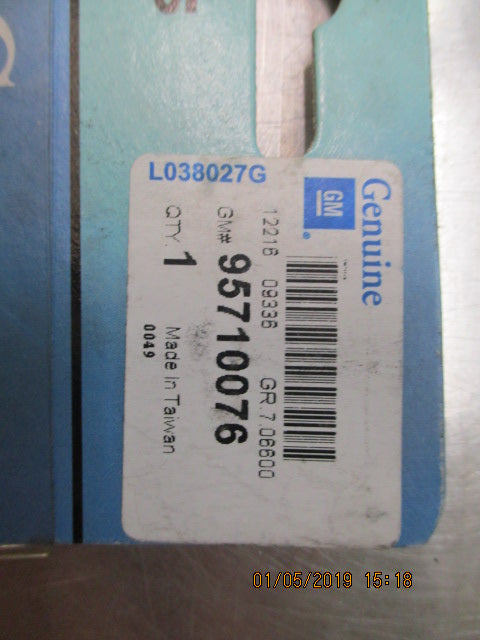 L038027G
Genuine
GM
®
12216 09336 GR.7.06600
GM# 95710076
QTY. 1 Made in Taiwan
0049
01/05/2019 15:18